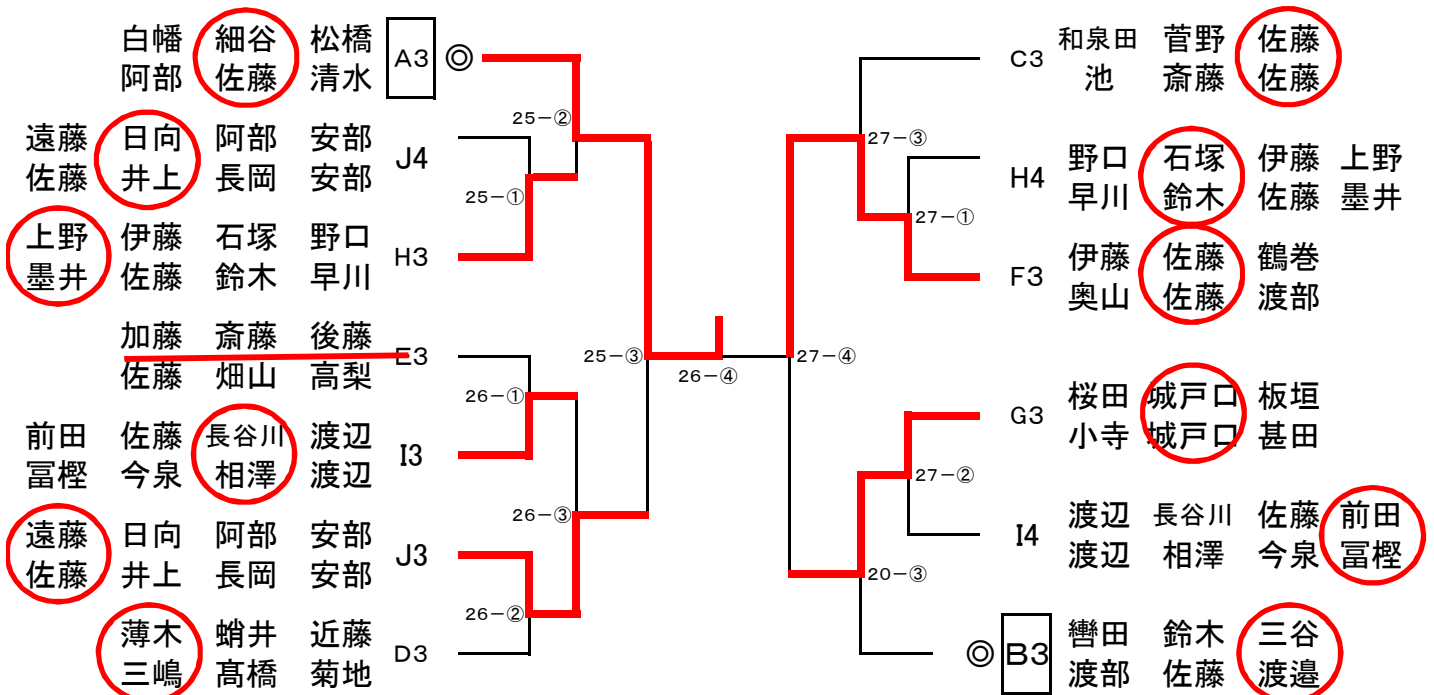 白幡 細谷 松橋
阿部 佐藤 清水
A3 ◎
遠藤 日向 阿部 安部
佐藤 井上 長岡 安部
J4
上野 伊藤 石塚 野口
墨井 佐藤 鈴木 早川
H3
加藤 斎藤 後藤
佐藤 畑山 高梨
E3
前田 佐藤 長谷川 渡辺
冨樫 今泉 相澤 渡辺
I3
遠藤 日向 阿部 安部
佐藤 井上 長岡 安部
J3
薄木 蛸井 近藤
三嶋 髙橋 菊地
D3
25-②
25-①
25-③
26-①
26-③
26-②
26-④
27-③
27-①
27-④
27-②
20-③
C3
和泉田 菅野 佐藤
池 斎藤 佐藤
H4
野口 石塚 伊藤 上野
早川 鈴木 佐藤 墨井
F3
伊藤 佐藤 鶴巻
奥山 佐藤 渡部
G3
桜田 城戸口 板垣
小寺 城戸口 甚田
I4
渡辺 長谷川 佐藤 前田
渡辺 相澤 今泉 冨樫
◎ B3
轡田 鈴木 三谷
渡部 佐藤 渡邉